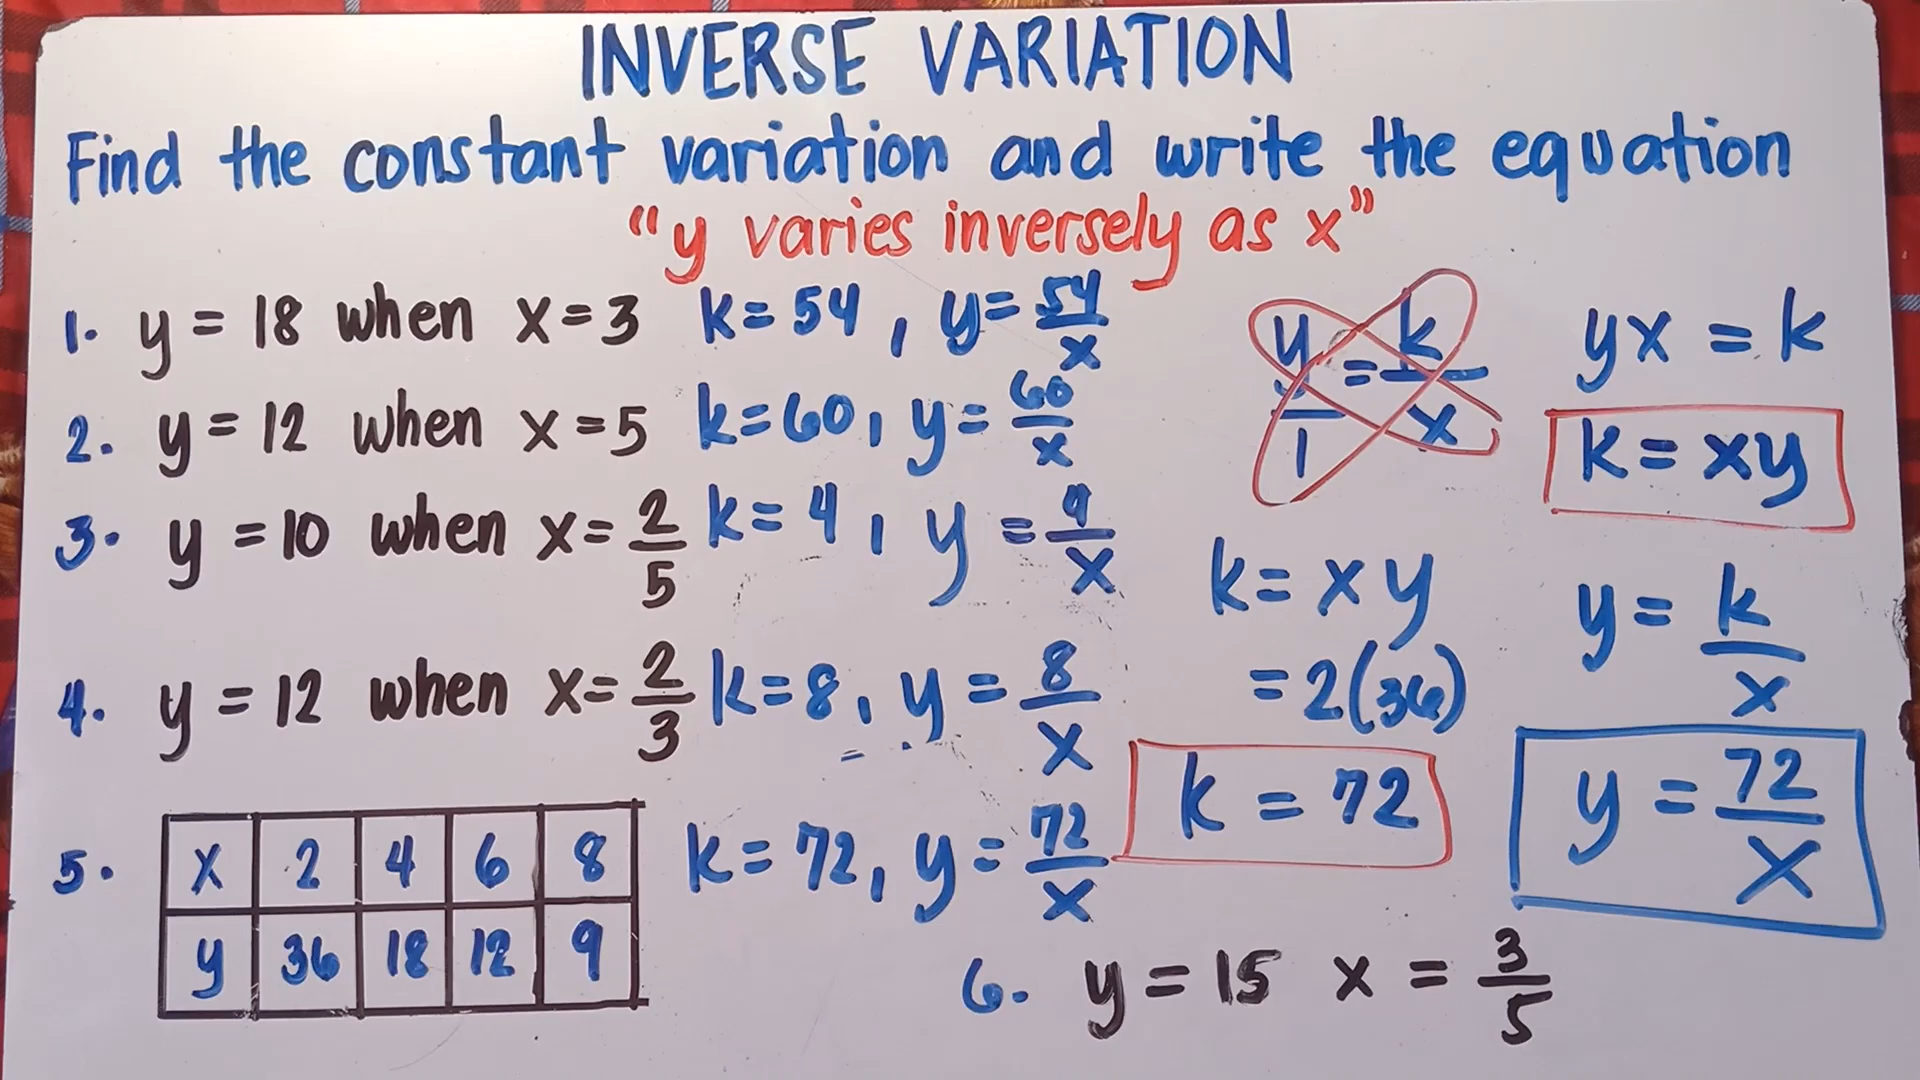 INVERSE VARIATION
Find the constant variation and write the equation
“y varies inversely as x”
1. y = 18 when x = 3 k = 54, y = 54/x
2. y = 12 when x = 5 k = 60, y = 60/x
3. y = 10 when x = 2/5 k = 4, y = 4/x
4. y = 12 when x = 2/3 k = 8, y = 8/x
5. x 2 4 6 8
y 36 18 12 9
k = 72, y = 72/x
y/1 = k/x
yx = k
k = xy
k = xy
= 2(36)
k = 72
y = k/x
y = 72/x
6. y = 15 x = 3/5